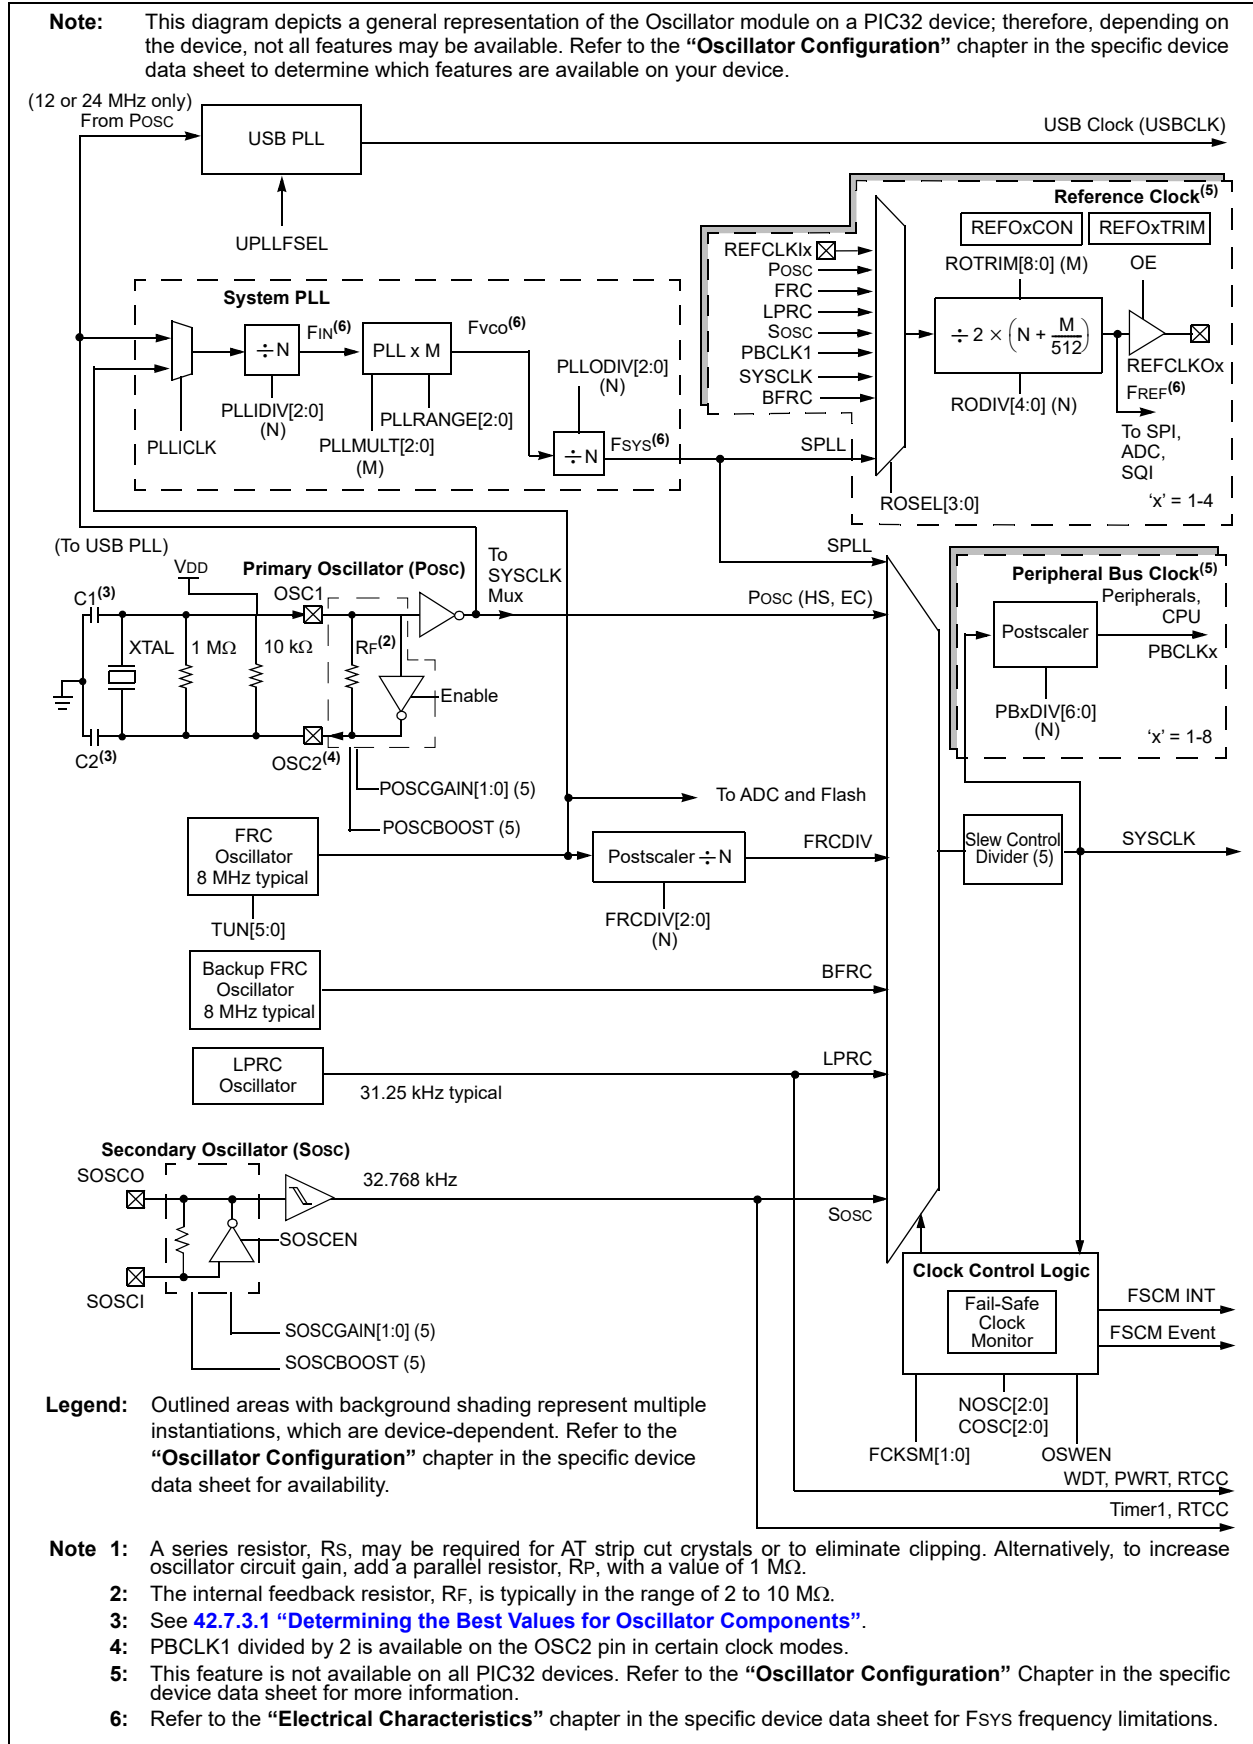 Note: This diagram depicts a general representation of the Oscillator module on a PIC32 device; therefore, depending on
the device, not all features may be available. Refer to the “Oscillator Configuration” chapter in the specific device
data sheet to determine which features are available on your device.
(12 or 24 MHz only)
From POSC
USB PLL
USB Clock (USBCLK)
UPLLFSEL
Reference Clock(5)
REFOxCON
REFOxTRIM
REFCLKIx
POSC
FRC
LPRC
SOSC
PBCLK1
SYSCLK
BFRC
SPLL
ROTRIM[8:0] (M)
OE
÷ 2 × (N + M/512)
REFCLKOx
RODIV[4:0] (N)
FREF(6)
To SPI,
ADC,
SQI
ROSEL[3:0]
‘x’ = 1-4
System PLL
÷ N
FIN(6)
PLL x M
FVCO(6)
PLLODIV[2:0]
(N)
PLLICLK
PLLIDIV[2:0]
(N)
PLLRANGE[2:0]
PLLMULT[2:0]
(M)
÷ N
FSYS(6)
(To USB PLL)
VDD
Primary Oscillator (POSC)
To
SYSCLK
Mux
SPLL
POSC (HS, EC)
C1(3)
OSC1
XTAL
1 MΩ
10 kΩ
RF(2)
Enable
C2(3)
OSC2(4)
POSCGAIN[1:0] (5)
POSCBOOST (5)
To ADC and Flash
Peripheral Bus Clock(5)
Peripherals,
CPU
Postscaler
PBCLKx
PBxDIV[6:0]
(N)
‘x’ = 1-8
FRC
Oscillator
8 MHz typical
TUN[5:0]
Postscaler ÷ N
FRCDIV
FRCDIV[2:0]
(N)
Slew Control
Divider (5)
SYSCLK
Backup FRC
Oscillator
8 MHz typical
BFRC
LPRC
Oscillator
31.25 kHz typical
LPRC
Secondary Oscillator (SOSC)
SOSCO
32.768 kHz
SOSC
SOSCEN
SOSCI
SOSCGAIN[1:0] (5)
SOSCBOOST (5)
Clock Control Logic
Fail-Safe
Clock
Monitor
FSCM INT
FSCM Event
NOSC[2:0]
COSC[2:0]
FCKSM[1:0]
OSWEN
WDT, PWRT, RTCC
Timer1, RTCC
Legend: Outlined areas with background shading represent multiple
instantiations, which are device-dependent. Refer to the
“Oscillator Configuration” chapter in the specific device
data sheet for availability.
Note 1: A series resistor, RS, may be required for AT strip cut crystals or to eliminate clipping. Alternatively, to increase
oscillator circuit gain, add a parallel resistor, RP, with a value of 1 MΩ.
2: The internal feedback resistor, RF, is typically in the range of 2 to 10 MΩ.
3: See 42.7.3.1 “Determining the Best Values for Oscillator Components”.
4: PBCLK1 divided by 2 is available on the OSC2 pin in certain clock modes.
5: This feature is not available on all PIC32 devices. Refer to the “Oscillator Configuration” Chapter in the specific
device data sheet for more information.
6: Refer to the “Electrical Characteristics” chapter in the specific device data sheet for FSYS frequency limitations.